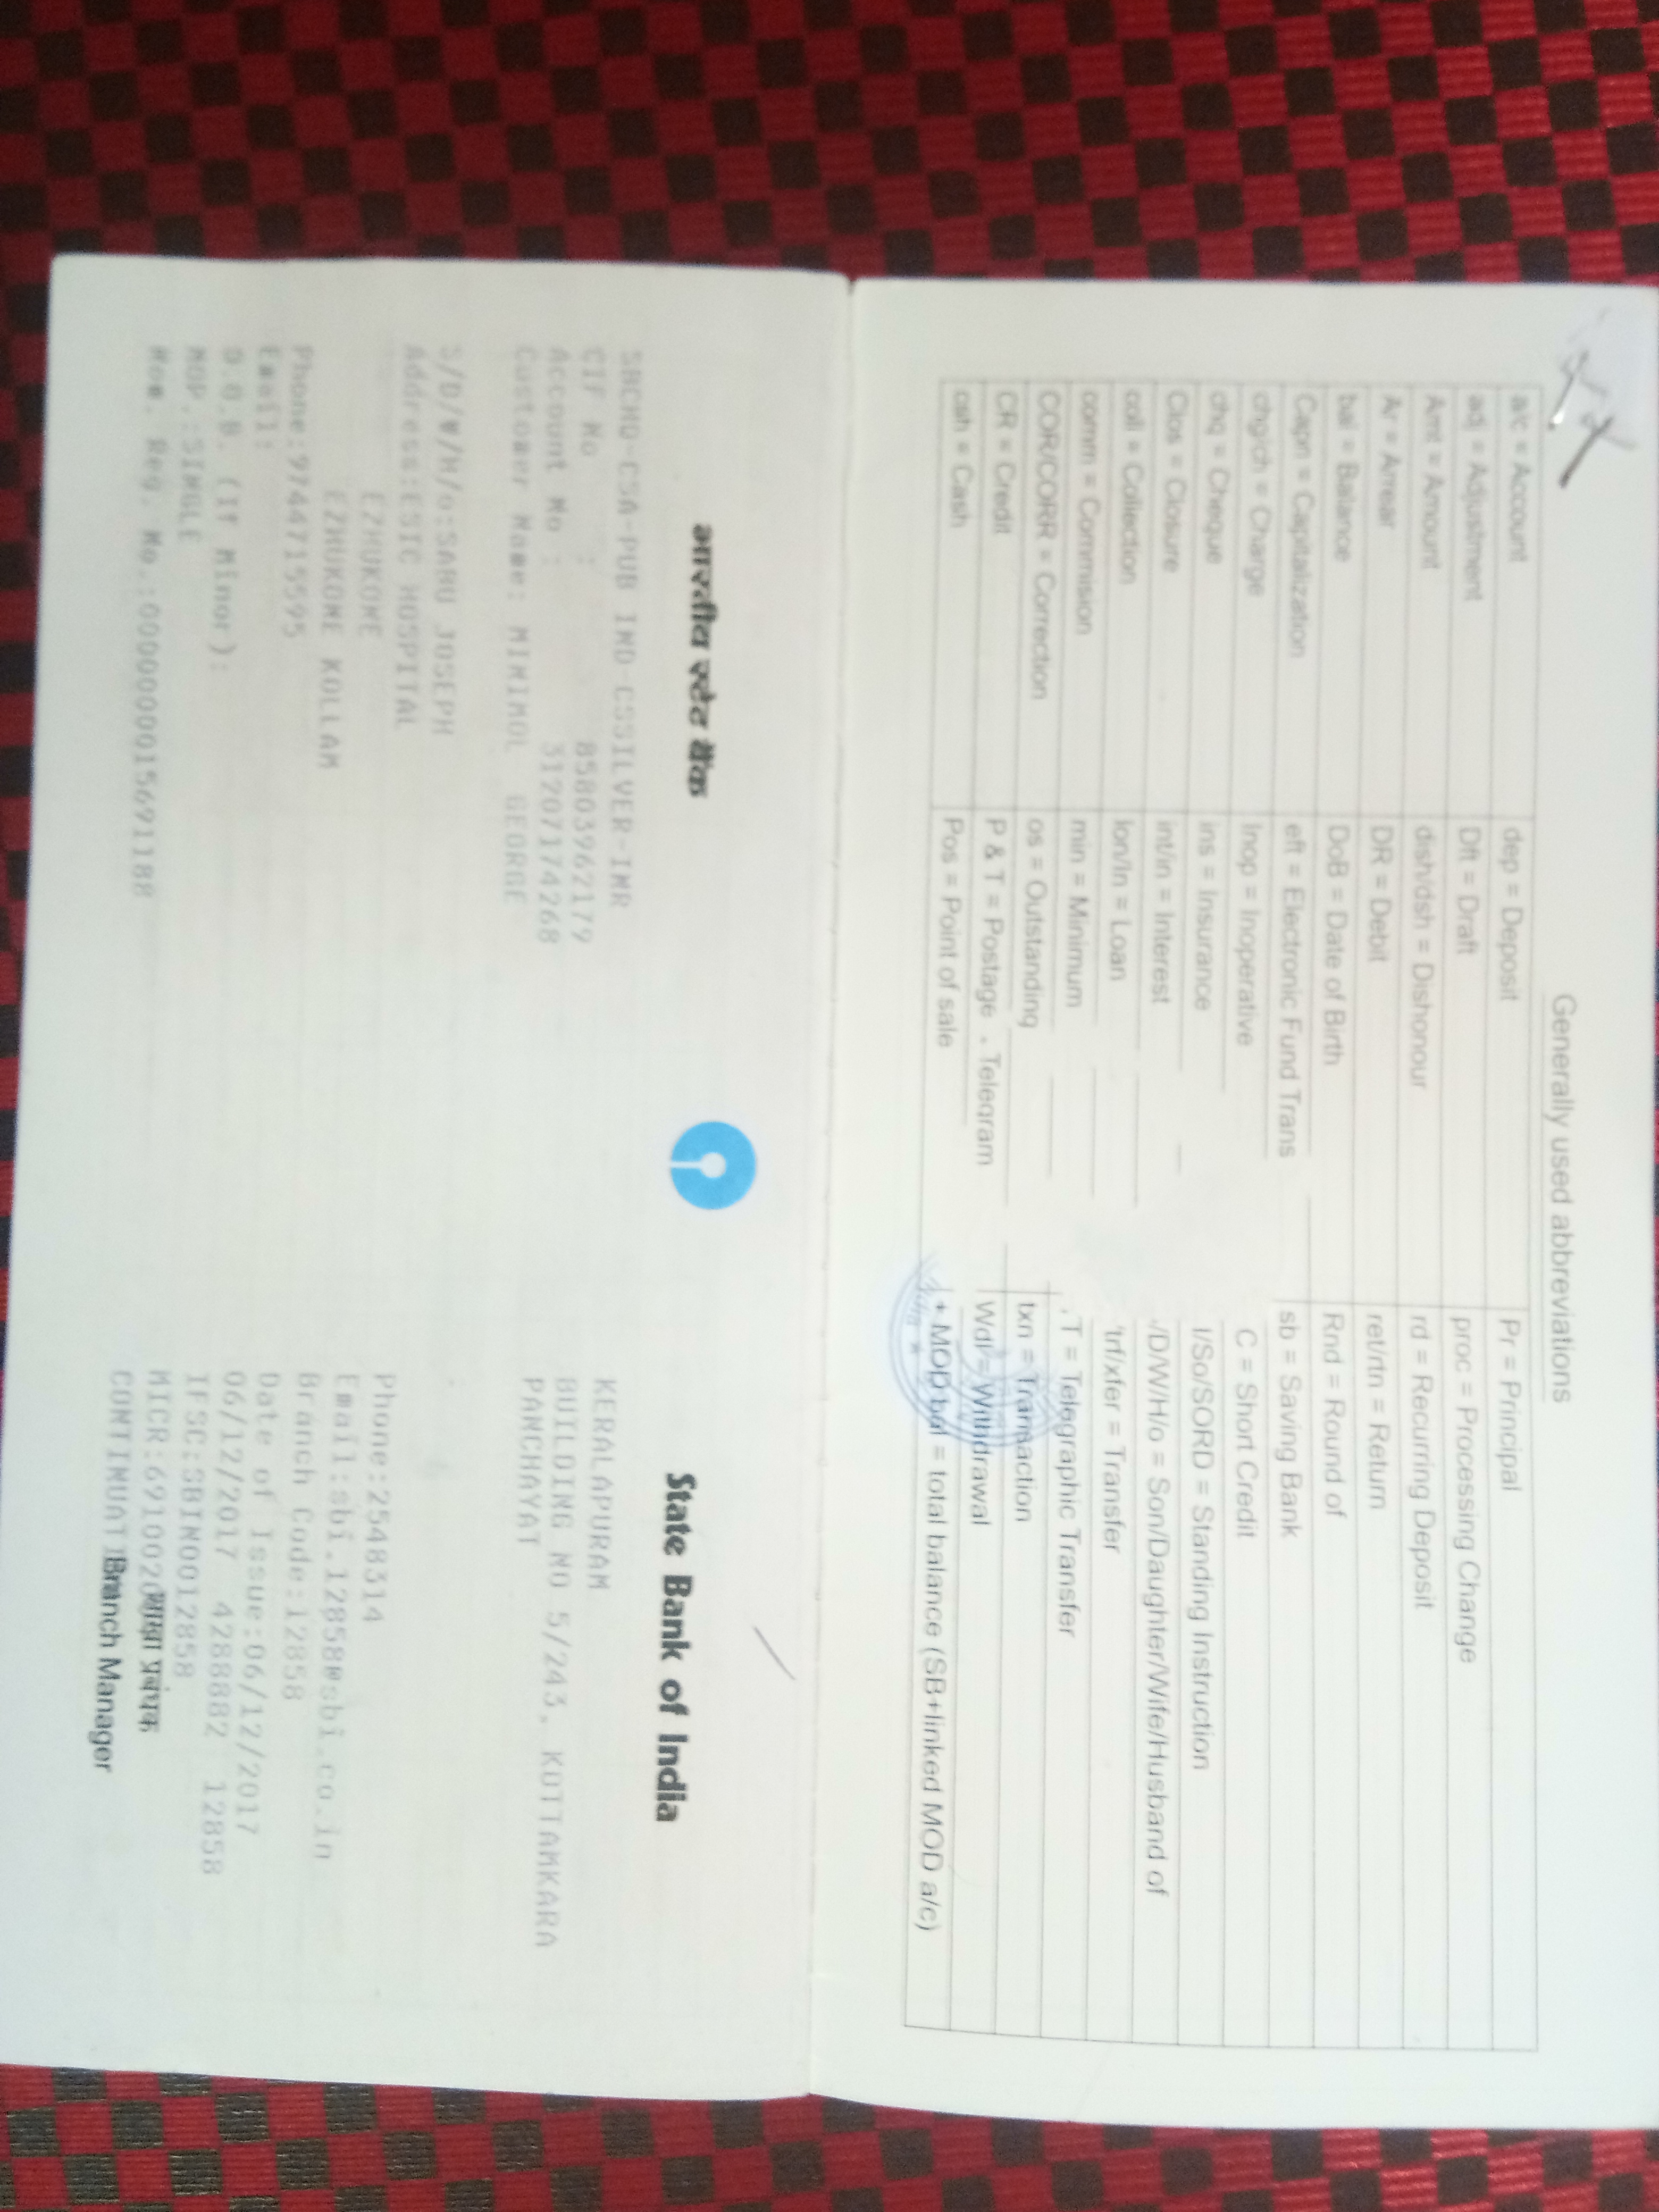 Generally used abbreviations
a/c = Account dep = Deposit Pr = Principal
adj = Adjustment Dft = Draft proc = Processing Change
Amt = Amount dish/dsh = Dishonour rd = Recurring Deposit
Ar = Arrear DR = Debit ret/rtn = Return
bal = Balance DoB = Date of Birth Rnd = Round of
Capn = Capitalization eft = Electronic Fund Trans sb = Saving Bank
chg/ch = Charge Inop = Inoperative C = Short Credit
chq = Cheque ins = Insurance I/So/SORD = Standing Instruction
Clos = Closure int/in = Interest /D/W/H/o = Son/Daughter/Wife/Husband of
coll = Collection lon/ln = Loan trf/xfer = Transfer
comm = Commision min = Minimum T = Telegraphic Transfer
COR/CORR = Correction os = Outstanding txn = Transaction
CR = Credit P & T = Postage . Telegram Wdl = Withdrawal
csh = Cash Pos = Point of sale + MOD bal = total balance (SB+linked MOD a/c)
भारतीय स्टेट बैंक State Bank of India
SBCHQ-CSA-PUB IND-CSSILVER-INR
CIF No : 85803962179
Account No : 31207174268
Customer Name: MINIMOL GEORGE
S/D/W/H/o:SABU JOSEPH
Address:ESIC HOSPITAL
EZHUKONE
EZHUKONE KOLLAM
Phone:9744715595
Email:
D.O.B. (If Minor):
MOP.:SINGLE
Nom. Reg. No.:0000000015691188
KERALAPURAM
BUILDING NO 5/243, KOTTAMKARA
PANCHAYAT
Phone:2548314
Email:sbi.12858@sbi.co.in
Branch Code:12858
Date of Issue:06/12/2017
06/12/2017 4288882 12858
IFSC:SBIN0012858
MICR:6910020 शाखा प्रबंधक
CONTINUATI Branch Manager